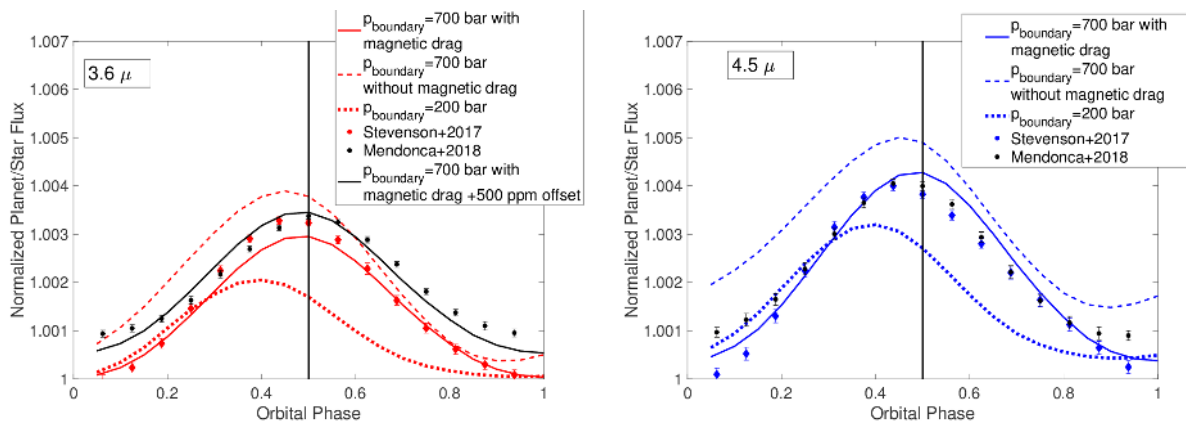 p_boundary=700 bar with
magnetic drag
p_boundary=700 bar
without magnetic drag
p_boundary=200 bar
Stevenson+2017
Mendonca+2018
p_boundary=700 bar with
magnetic drag +500 ppm offset
3.6 μ
1.007
1.006
1.005
1.004
1.003
1.002
1.001
1
Normalized Planet/Star Flux
0
0.2
0.4
0.6
0.8
1
Orbital Phase
p_boundary=700 bar with
magnetic drag
p_boundary=700
bar
without magnetic drag
p_boundary=200 bar
Stevenson+2017
Mendonca+2018
4.5 μ
1.007
1.006
1.005
1.004
1.003
1.002
1.001
1
Normalized Planet/Star Flux
0
0.2
0.4
0.6
0.8
1
Orbital Phase